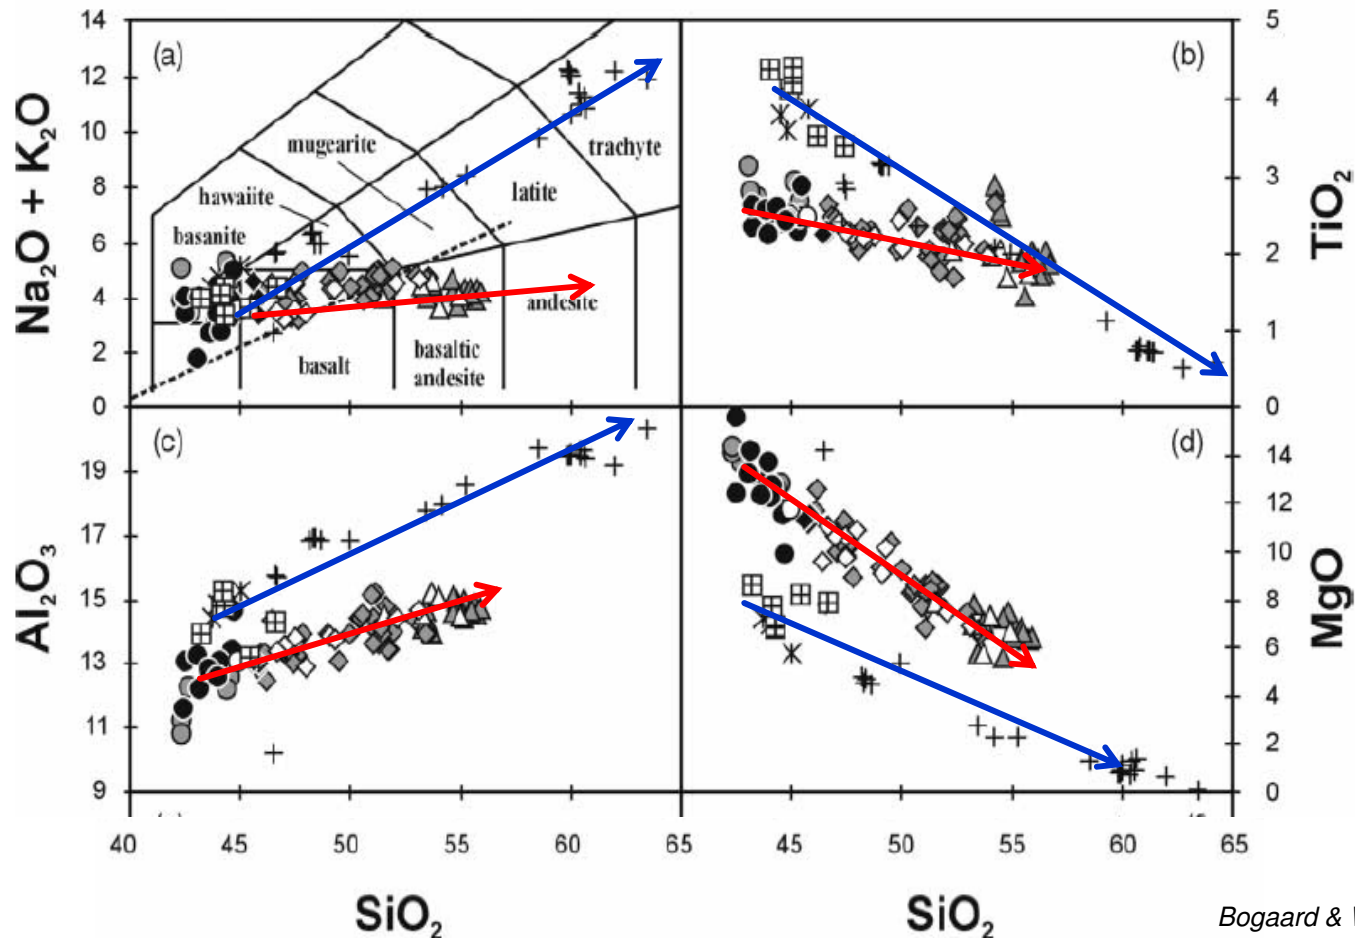 14
12
10
8
6
4
2
0
Na₂O + K₂O
(a)
mugearite
trachyte
hawaiite
latite
basanite
andesite
basalt
basaltic
andesite
5
4
3
2
1
0
TiO₂
(b)
19
17
15
13
11
9
Al₂O₃
(c)
14
12
10
8
6
4
2
0
MgO
(d)
40 45 50 55 60 65
45 50 55 60 65
SiO₂
SiO₂
Bogaard &